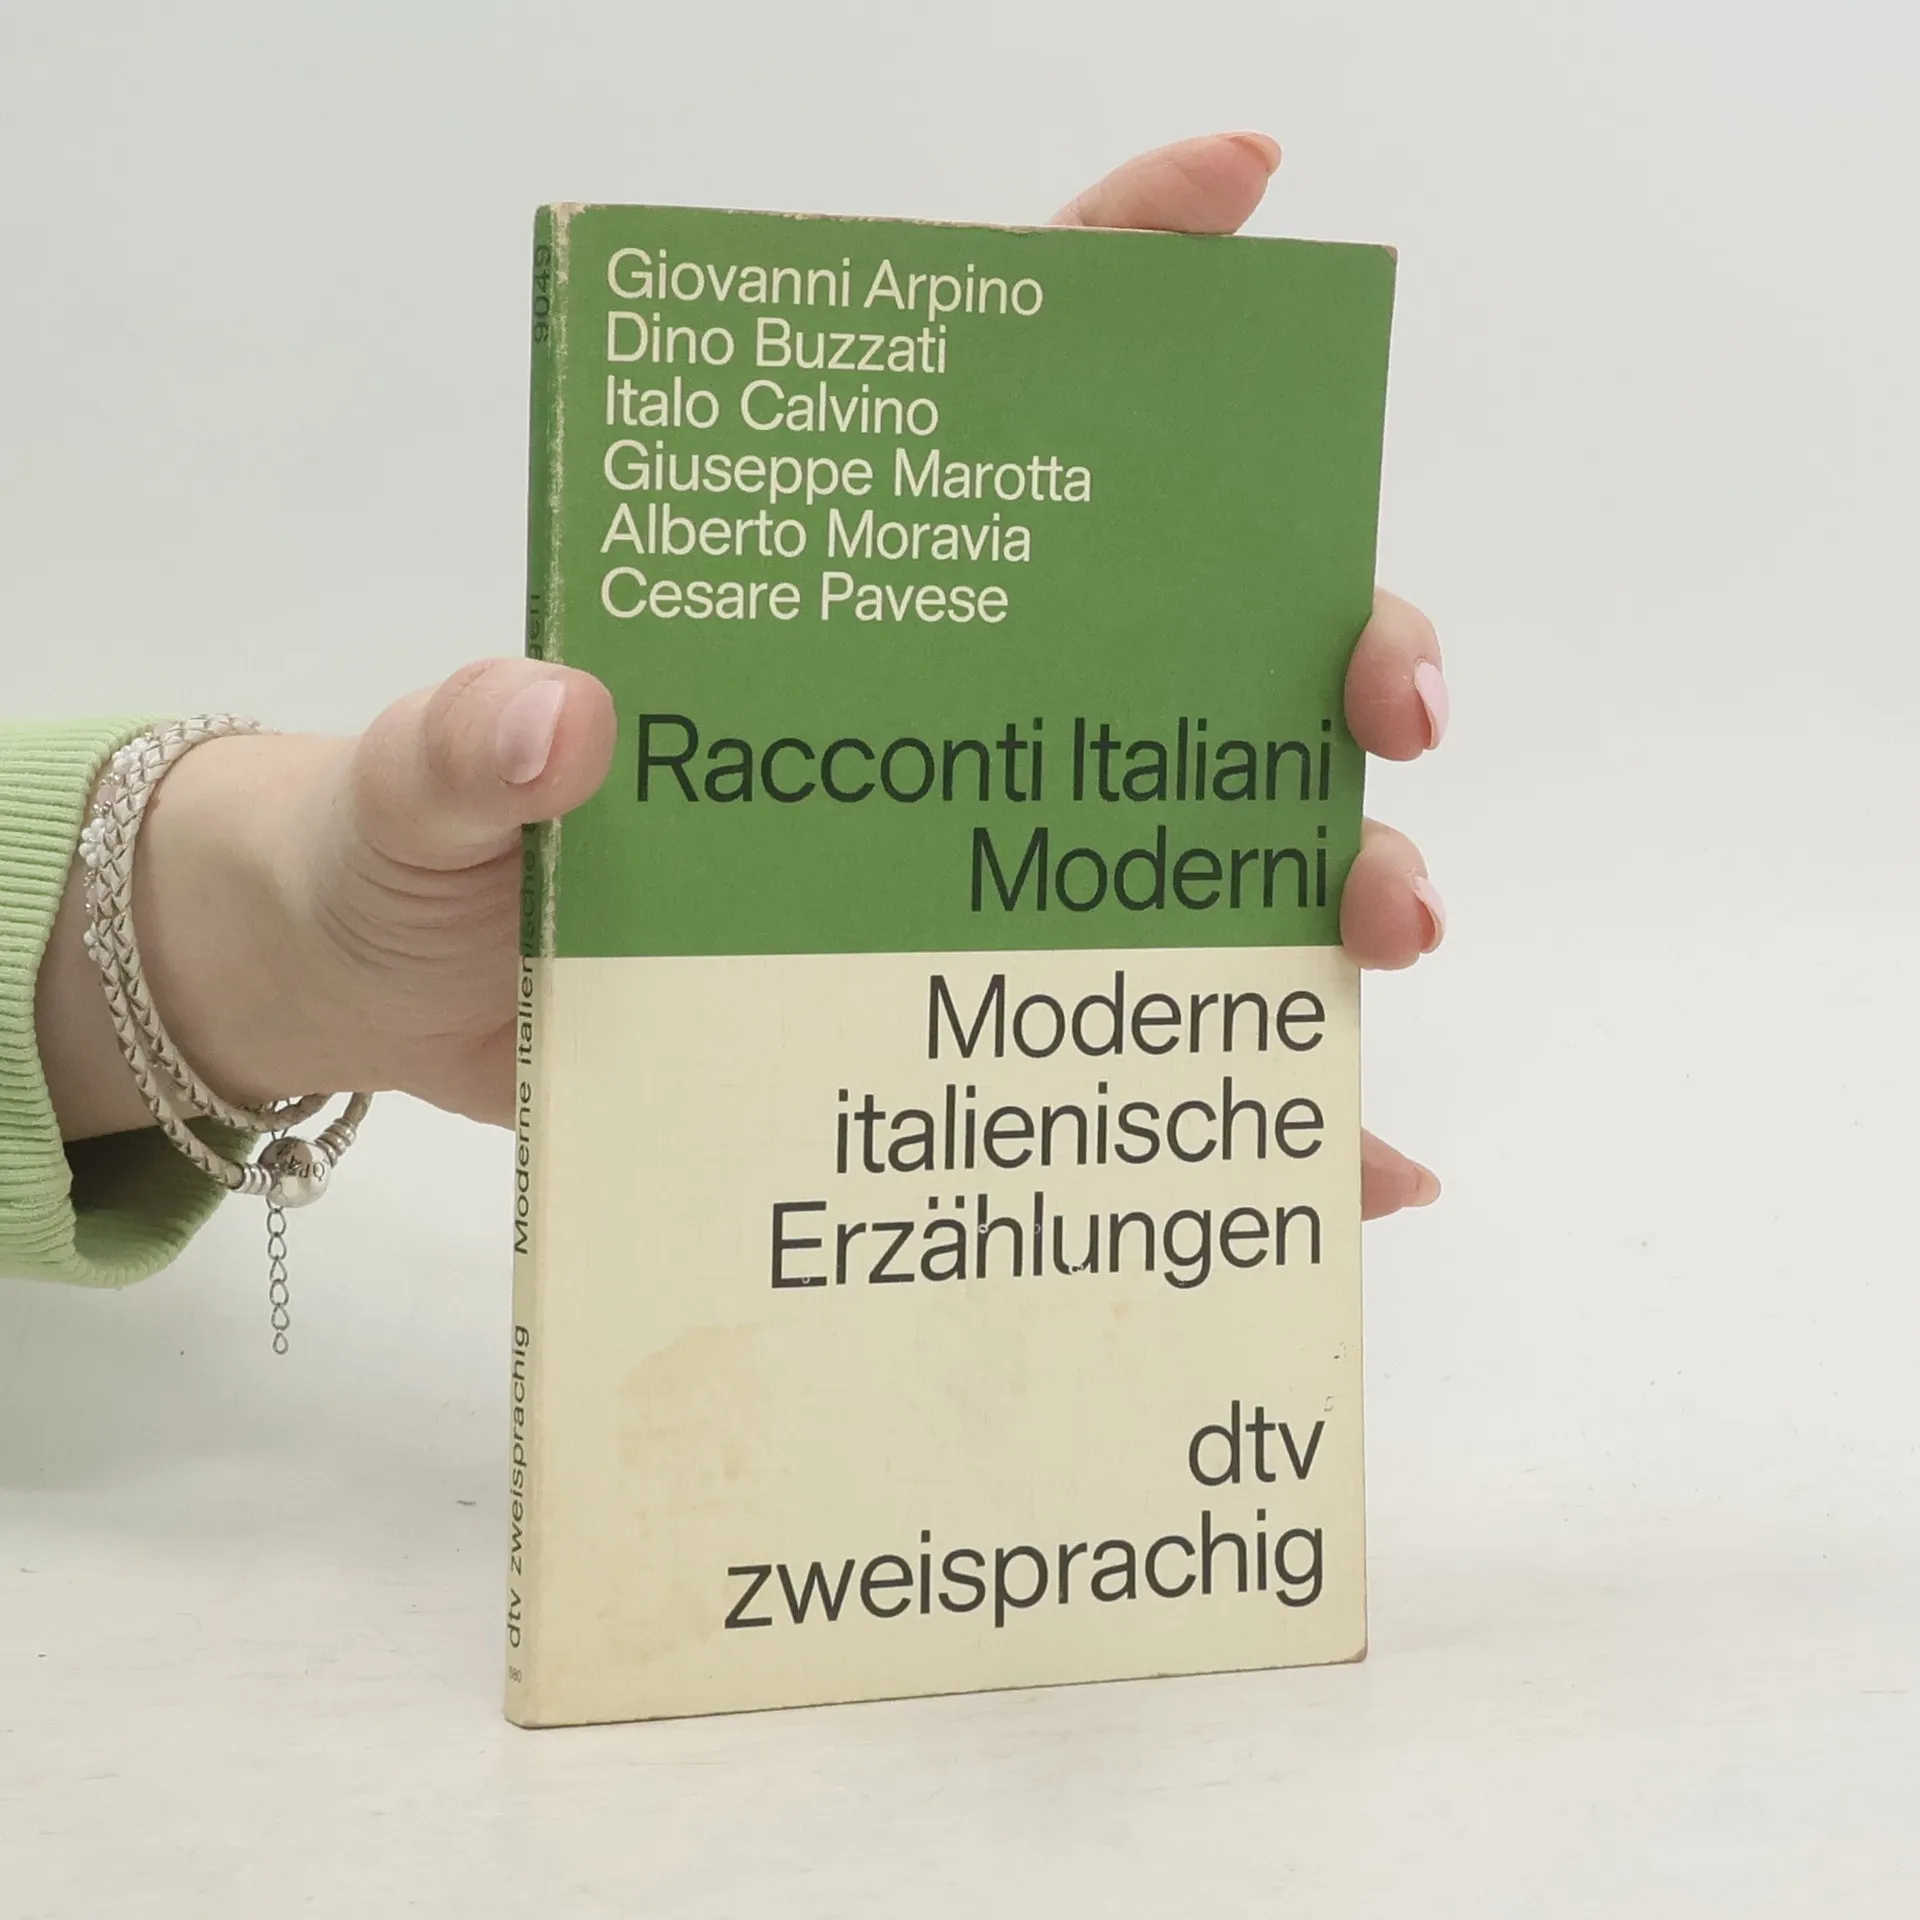 Giovanni Arpino
Dino Buzzati
Italo Calvino
Giuseppe Marotta
Alberto Moravia
Cesare Pavese
Racconti Italiani
Moderni
Moderne
italienische
Erzählungen
dtv
zweisprachig
9049
dtv zweisprachig Moderne